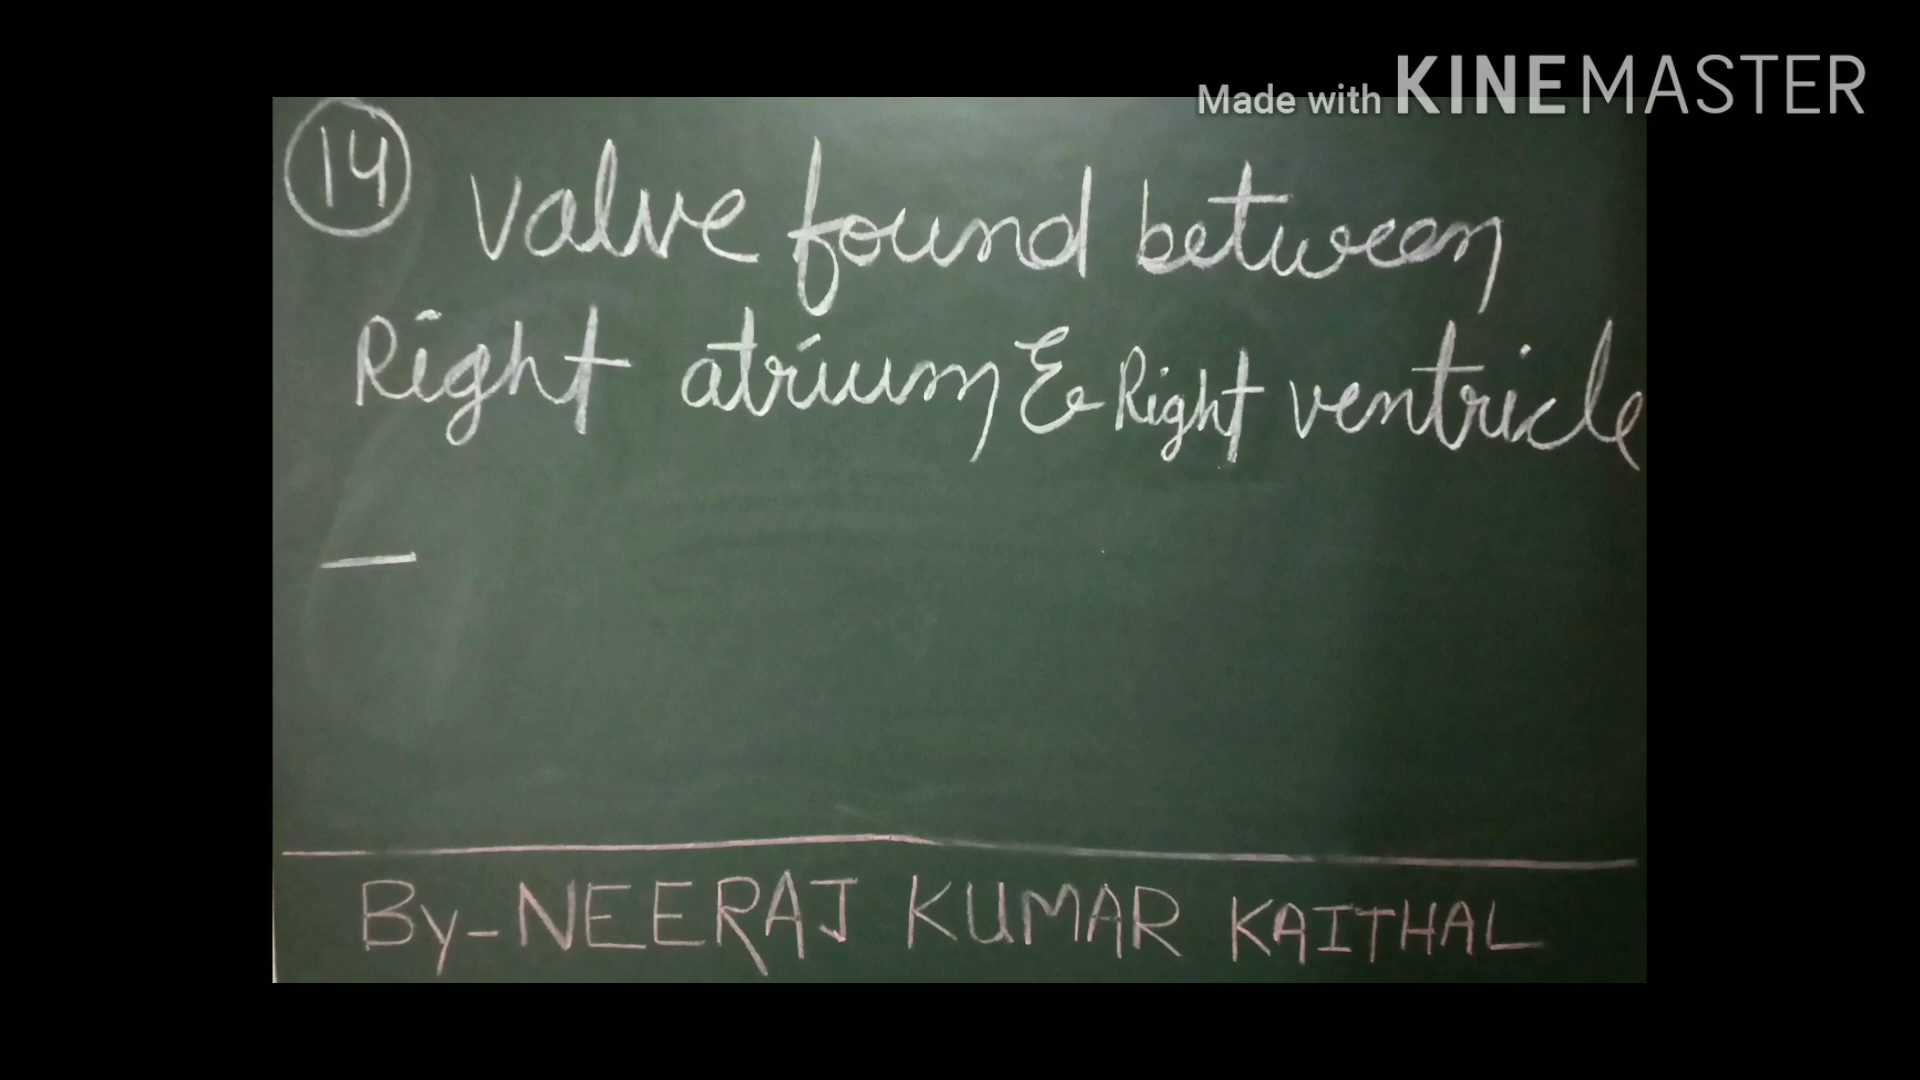 Made with KINEMASTER
14 Valve found between
Right atrium & Right ventricle
—
By-NEERAJ KUMAR KAITHAL